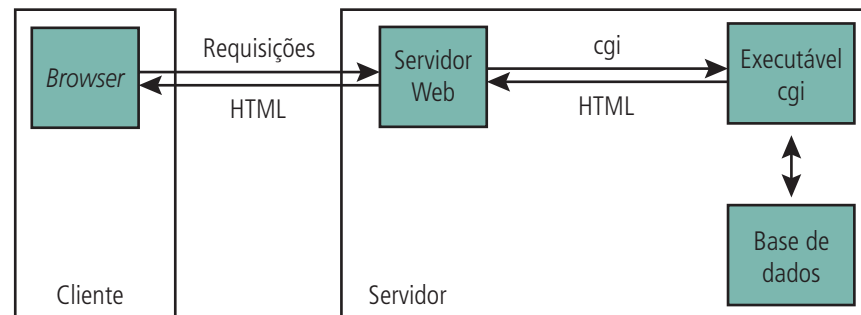 Browser
Requisições
HTML
Servidor
Web
cgi
HTML
Executável
cgi
Base de
dados
Cliente
Servidor